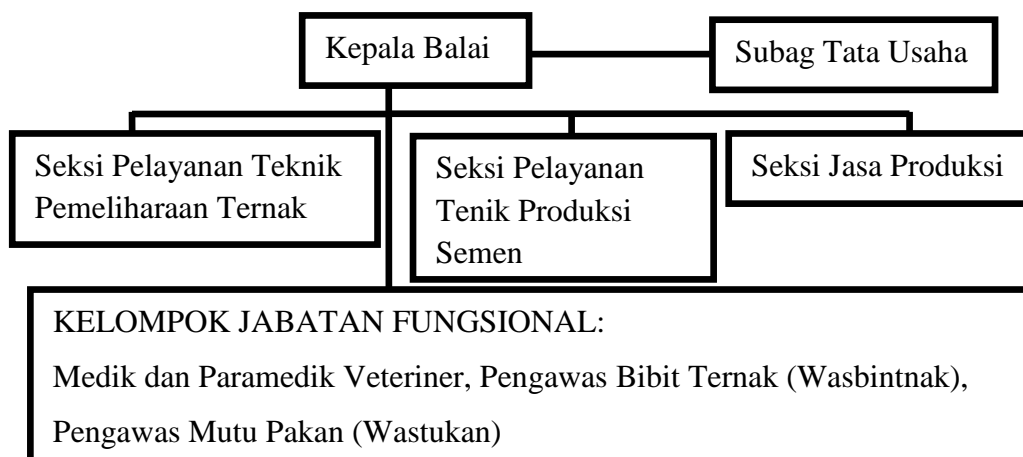 Kepala Balai
Subag Tata Usaha
Seksi Pelayanan Teknik
Pemeliharaan Ternak
Seksi Pelayanan
Tenik Produksi
Semen
Seksi Jasa Produksi
KELOMPOK JABATAN FUNGSIONAL:
Medik dan Paramedik Veteriner, Pengawas Bibit Ternak (Wasbintnak),
Pengawas Mutu Pakan (Wastukan)